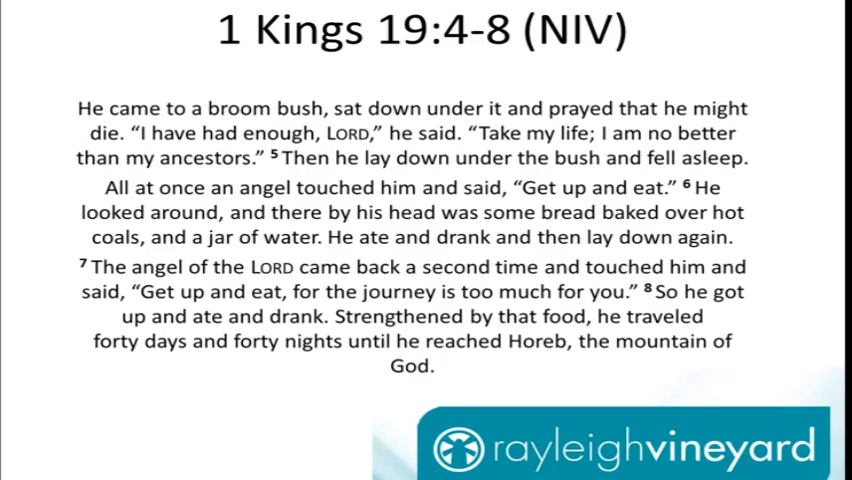 1 Kings 19:4-8 (NIV)
He came to a broom bush, sat down under it and prayed that he might
die. “I have had enough, LORD,” he said. “Take my life; I am no better
than my ancestors.” ⁵ Then he lay down under the bush and fell asleep.
All at once an angel touched him and said, “Get up and eat.” ⁶ He
looked around, and there by his head was some bread baked over hot
coals, and a jar of water. He ate and drank and then lay down again.
⁷ The angel of the LORD came back a second time and touched him and
said, “Get up and eat, for the journey is too much for you.” ⁸ So he got
up and ate and drank. Strengthened by that food, he traveled
forty days and forty nights until he reached Horeb, the mountain of
God.
rayleighvineyard